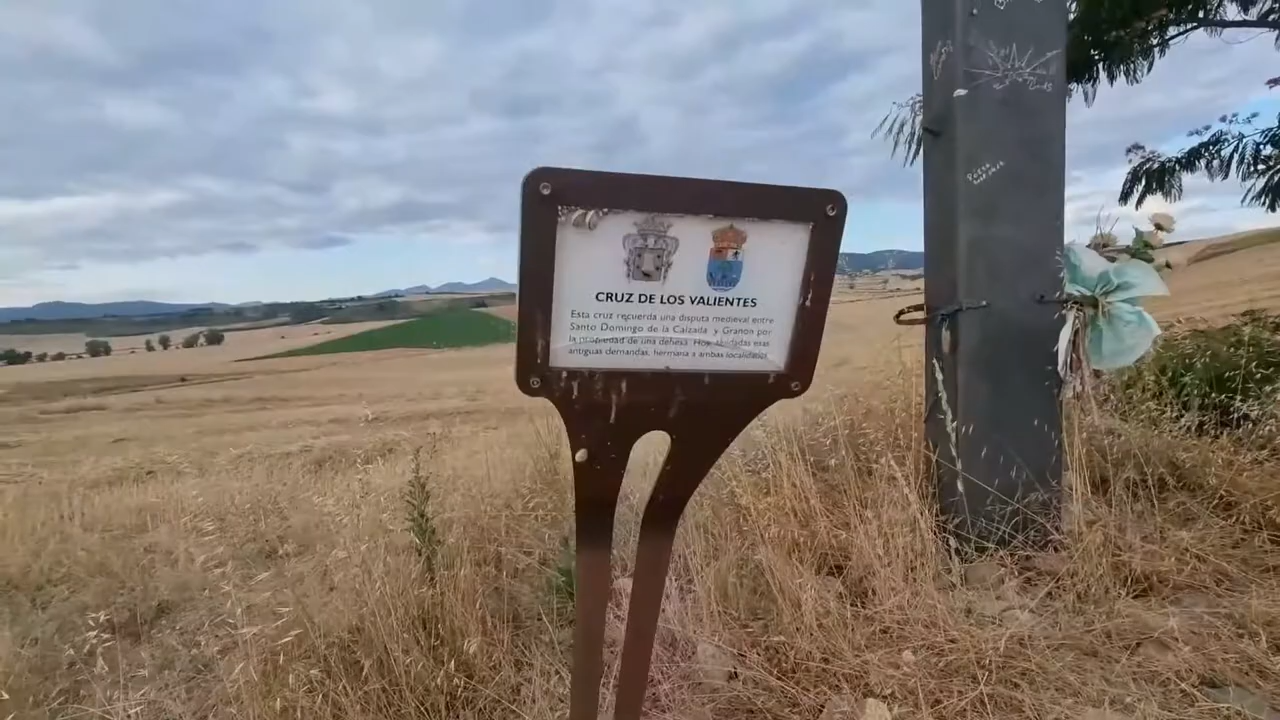 CRUZ DE LOS VALIENTES
Esta cruz recuerda una disputa medieval entre
Santo Domingo de la Calzada y Grañón por
la propiedad de una dehesa. Hoy, olvidadas esas
antiguas demandas, hermana a ambas localidades.